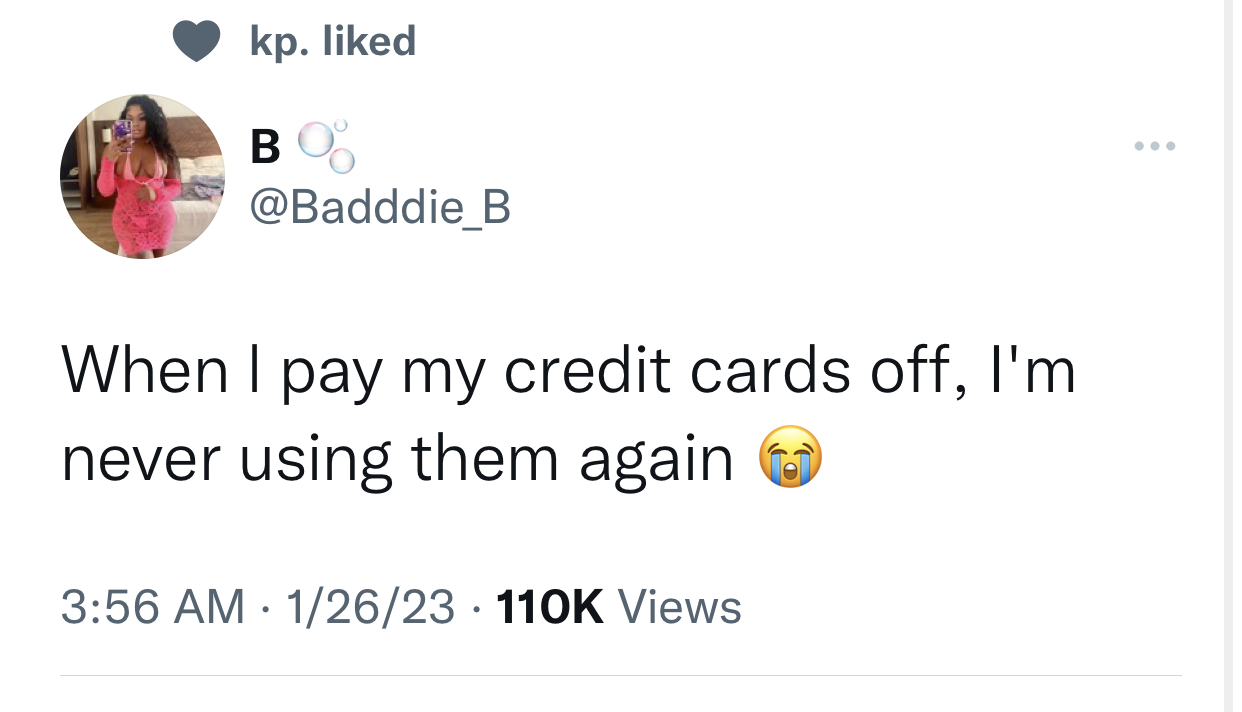 kp. liked
B 🫧
@Badddie_B
When I pay my credit cards off, I'm
never using them again 😭
3:56 AM · 1/26/23 · 110K Views